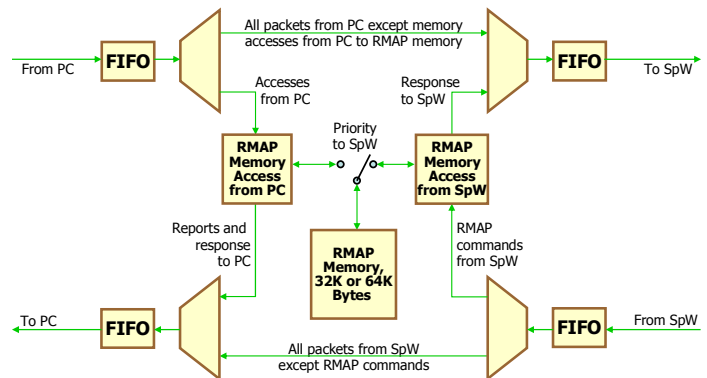 All packets from PC except memory
accesses from PC to RMAP memory
From PC
FIFO
FIFO
To SpW
Accesses
from PC
Response
to SpW
Priority
to SpW
RMAP
Memory
Access
from PC
RMAP
Memory
Access
from SpW
Reports and
response
to PC
RMAP
Memory,
32K or 64K
Bytes
RMAP
commands
from SpW
To PC
FIFO
FIFO
From SpW
All packets from SpW
except RMAP commands